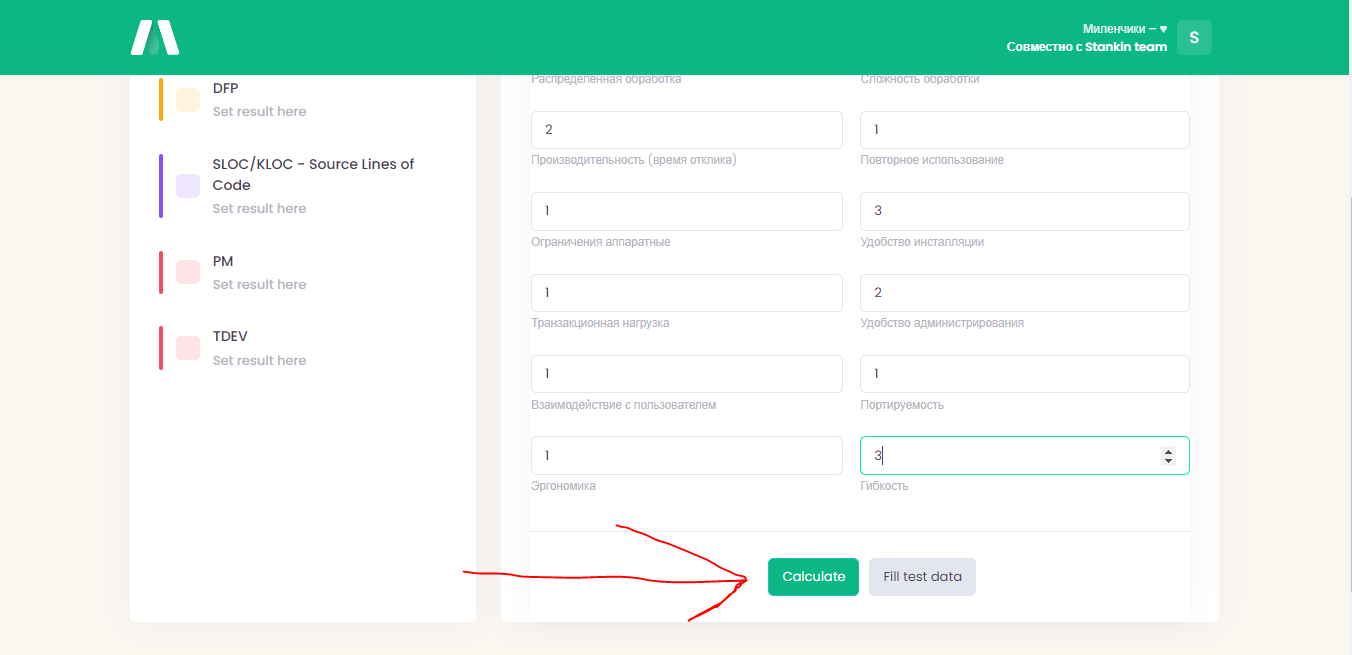 Миленчики – ♥
Совместно с Stankin team
S
DFP
Set result here
SLOC/KLOC - Source Lines of
Code
Set result here
PM
Set result here
TDEV
Set result here
Распределенная обработка
Сложность обработки
2
1
Производительность (время отклика)
Повторное использование
1
3
Ограничения аппаратные
Удобство инсталляции
1
2
Транзакционная нагрузка
Удобство администрирования
1
1
Взаимодействие с пользователем
Портируемость
1
3
Эргономика
Гибкость
Calculate
Fill test data